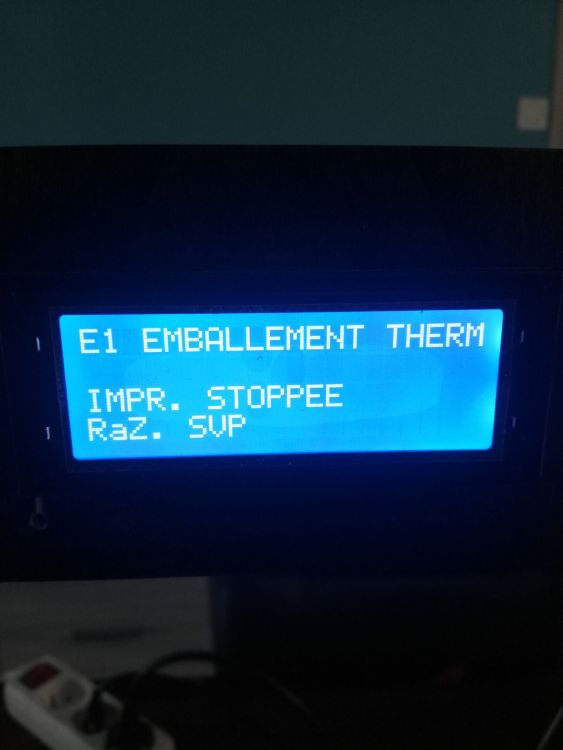 E1 EMBALLEMENT THERM
IMPR. STOPPEE
RaZ. SVP